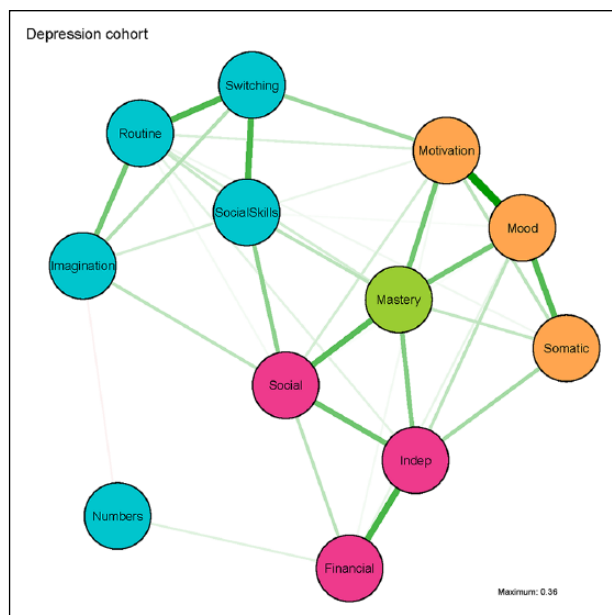 Depression cohort
Switching
Routine
Motivation
SocialSkills
Mood
Imagination
Mastery
Somatic
Social
Indep
Numbers
Financial
Maximum: 0.36